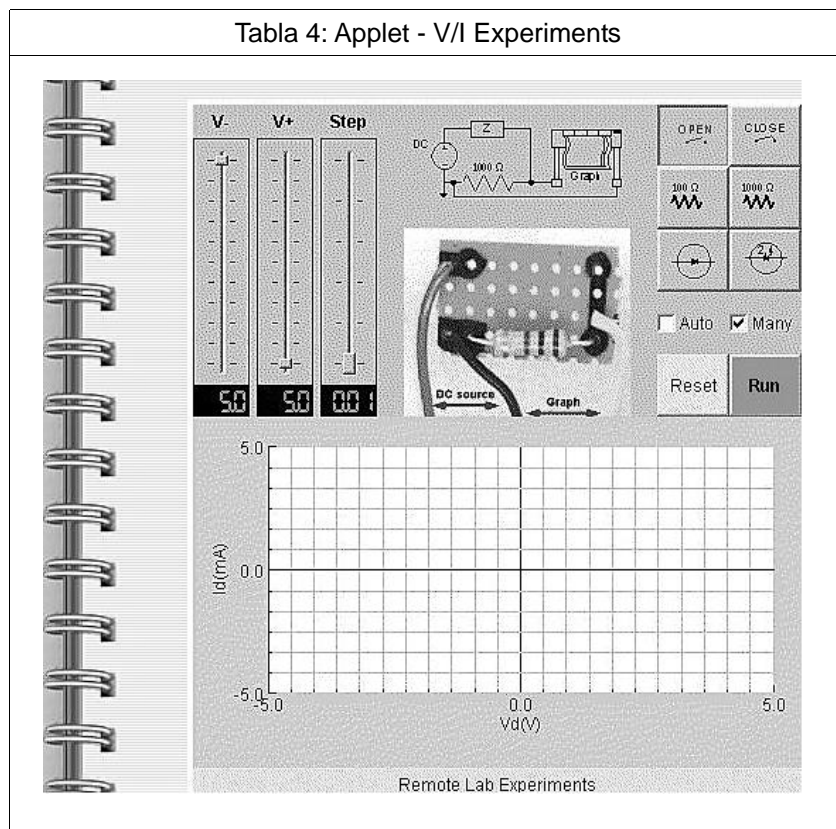 Tabla 4: Applet - V/I Experiments
V- V+ Step
5.0 5.0 0.01
DC
Z
1000 Ω
Graph
DC source
Graph
OPEN CLOSE
100 Ω 1000 Ω
Auto Many
Reset Run
5.0
0.0
-5.0
Id(mA)
-5.0 0.0 5.0
Vd(V)
Remote Lab Experiments